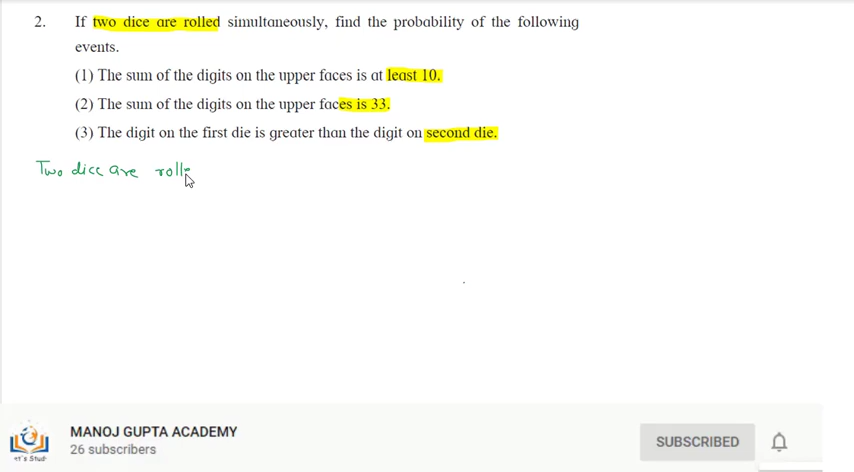 2. If two dice are rolled simultaneously, find the probability of the following
events.
(1) The sum of the digits on the upper faces is at least 10.
(2) The sum of the digits on the upper faces is 33.
(3) The digit on the first die is greater than the digit on second die.
Two dice are rolle
MANOJ GUPTA ACADEMY
26 subscribers
SUBSCRIBED